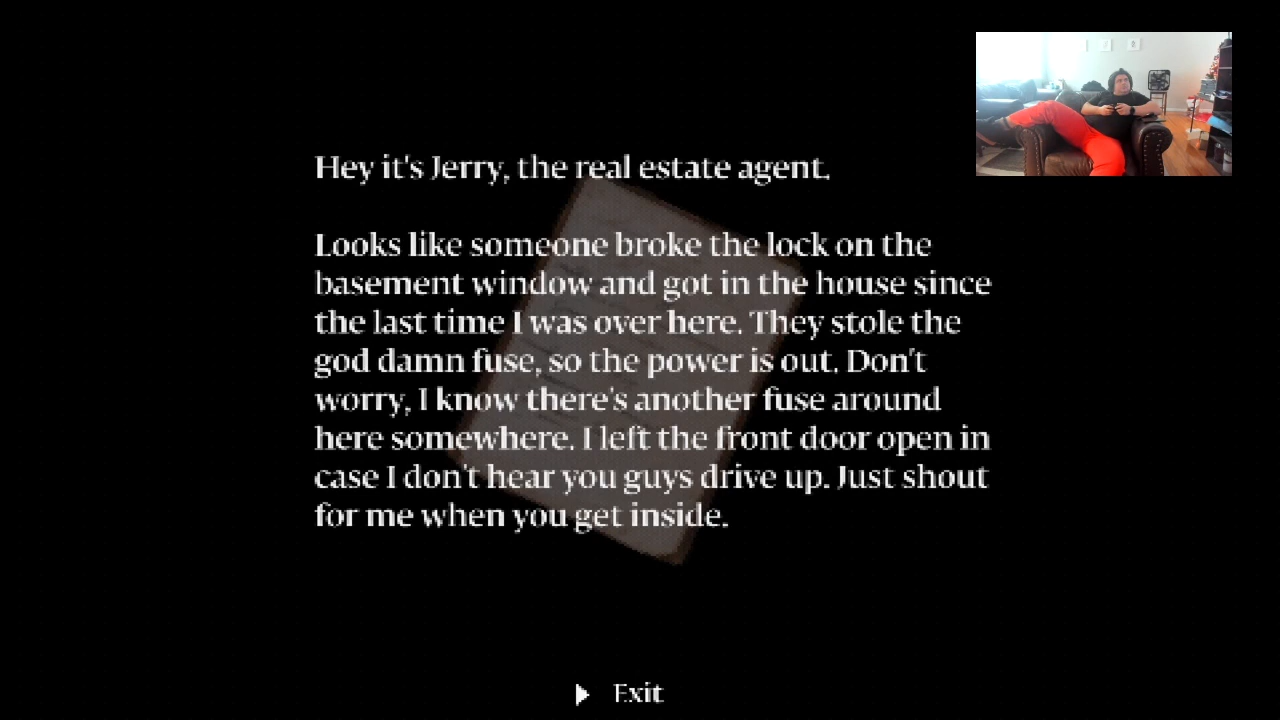 Hey it's Jerry, the real estate agent.
Looks like someone broke the lock on the
basement window and got in the house since
the last time I was over here. They stole the
god damn fuse, so the power is out. Don't
worry, I know there's another fuse around
here somewhere. I left the front door open in
case I don't hear you guys drive up. Just shout
for me when you get inside.
Exit